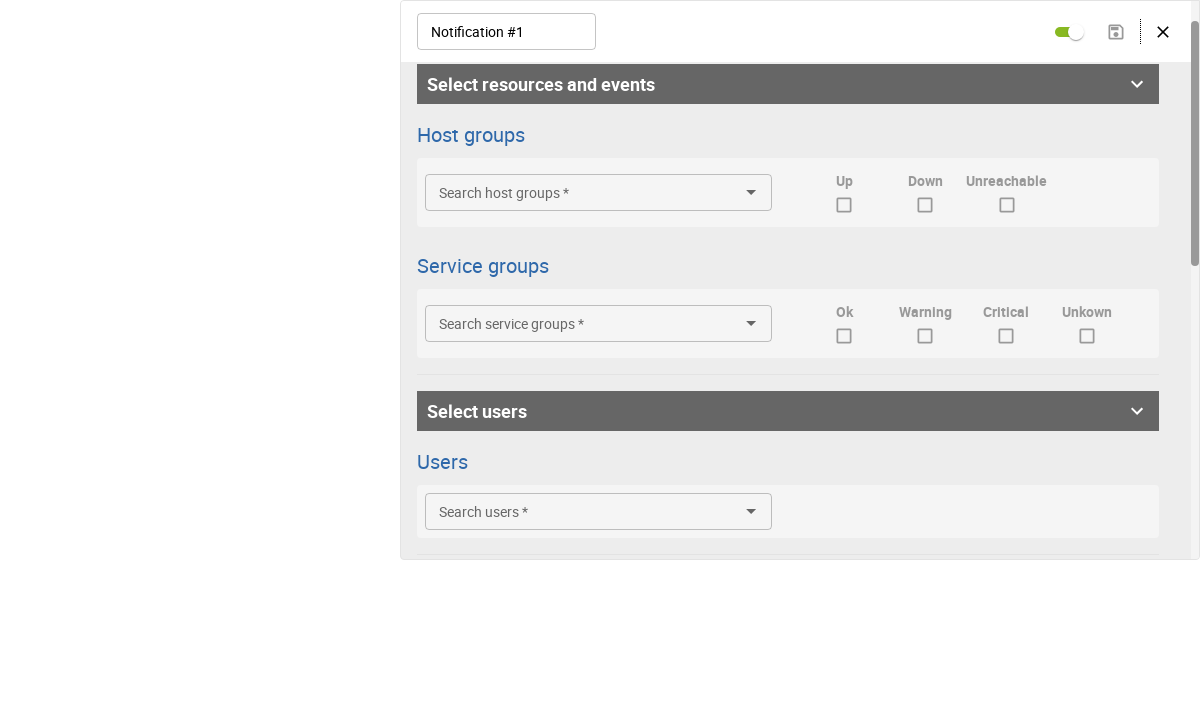 Notification #1
Select resources and events
Host groups
Search host groups *
Up Down Unreachable
Service groups
Search service groups *
Ok Warning Critical Unkown
Select users
Users
Search users *